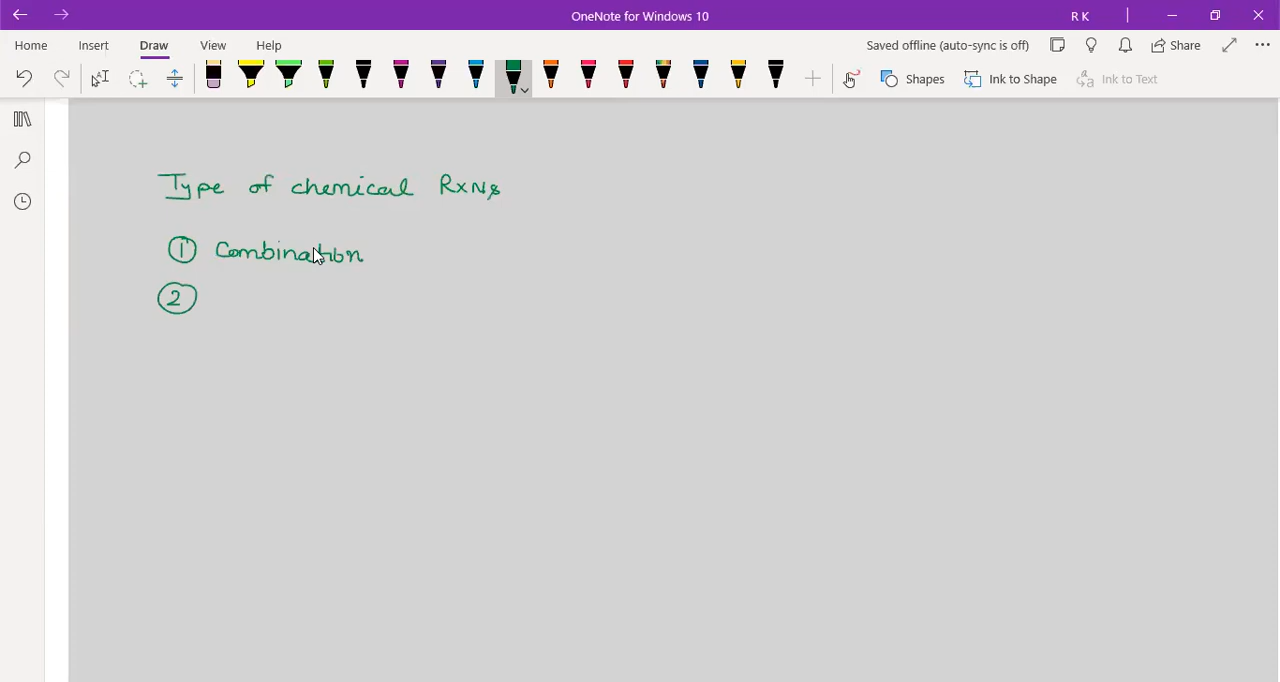 OneNote for Windows 10
R K
Home Insert Draw View Help
Saved offline (auto-sync is off) Share
Shapes Ink to Shape Ink to Text
Type of chemical RxNs
① Combination
②